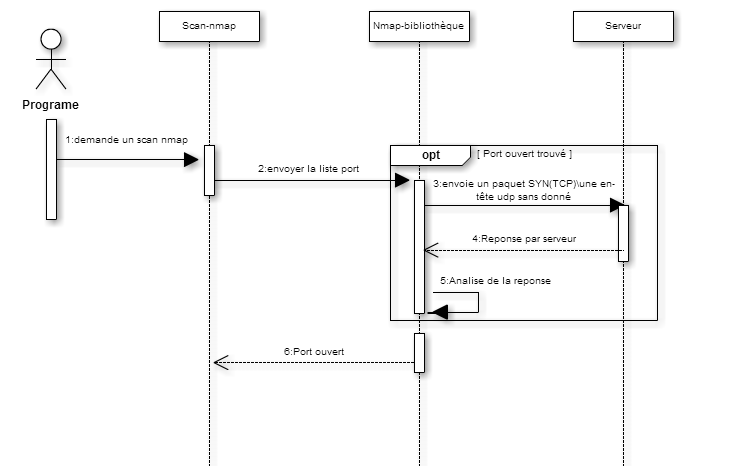 Scan-nmap
Nmap-bibliothèque
Serveur
Programe
1:demande un scan nmap
2:envoyer la liste port
opt
[ Port ouvert trouvé ]
3:envoie un paquet SYN(TCP)\une en-
tête udp sans donné
4:Reponse par serveur
5:Analise de la reponse
6:Port ouvert